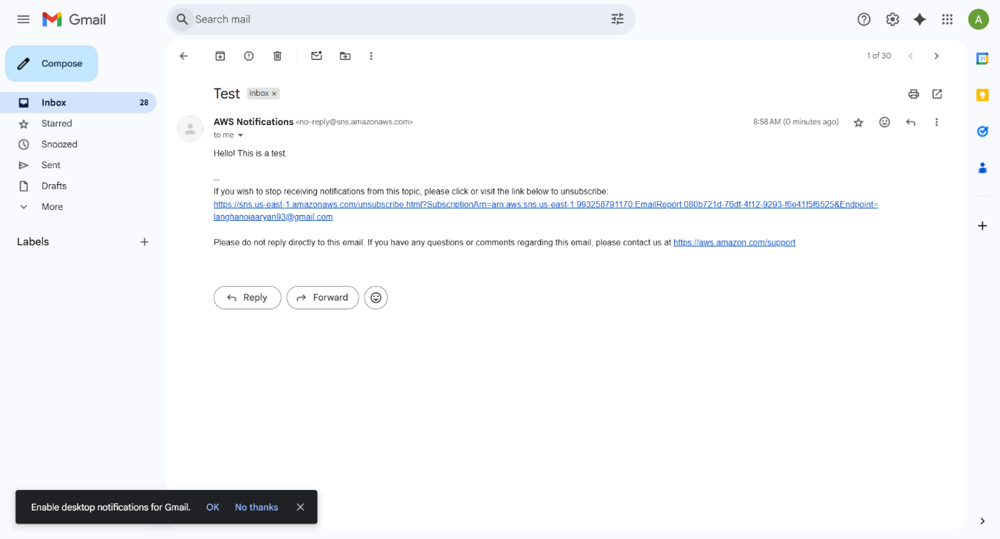 Gmail
Search mail
A
Compose
1 of 30
31
Inbox 28
Starred
Snoozed
Sent
Drafts
More
Labels
Test Inbox ×
AWS Notifications <no-reply@sns.amazonaws.com> 8:58 AM (0 minutes ago)
to me
Hello! This is a test.
--
If you wish to stop receiving notifications from this topic, please click or visit the link below to unsubscribe:
https://sns.us-east-1.amazonaws.com/unsubscribe.html?SubscriptionArn=arn:aws:sns:us-east-1:993258791170:EmailReport:080b721d-76df-4f12-9293-f6e41f5f6525&Endpoint=
langhanojaaryan93@gmail.com
Please do not reply directly to this email. If you have any questions or comments regarding this email, please contact us at https://aws.amazon.com/support
Reply Forward
Enable desktop notifications for Gmail. OK No thanks